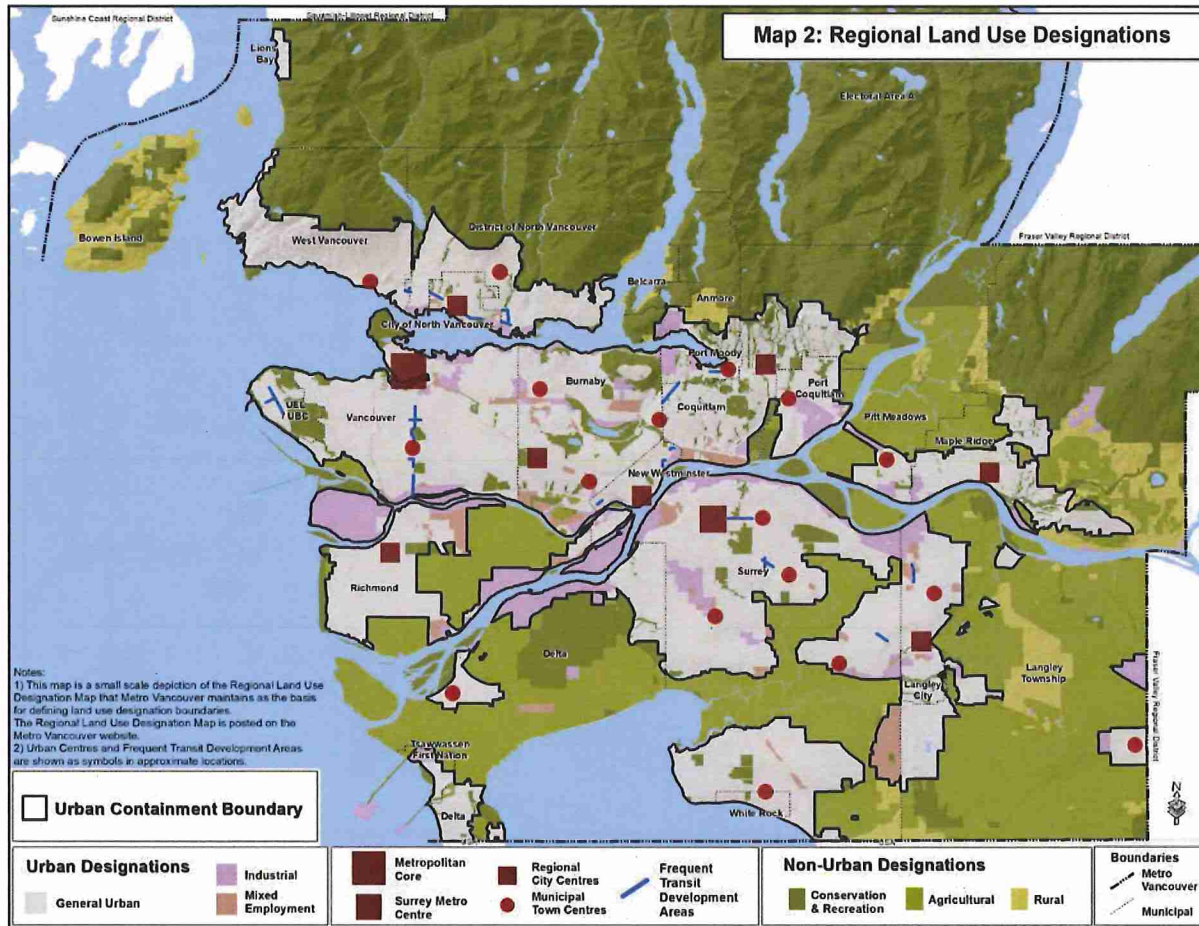 Sunshine Coast Regional District
Squamish-Lillooet Regional District
Map 2: Regional Land Use Designations
Lions
Bay
Electoral Area A
Bowen Island
West Vancouver
District of North Vancouver
Fraser Valley Regional District
Belcarra
Anmore
City of North Vancouver
Port Moody
Burnaby
Port
Coquitlam
UEL
UBC
Vancouver
Coquitlam
Pitt Meadows
Maple Ridge
New Westminster
Surrey
Richmond
Delta
Langley
Township
Langley
City
Fraser Valley Regional District
Notes:
1) This map is a small scale depiction of the Regional Land Use
Designation Map that Metro Vancouver maintains as the basis
for defining land use designation boundaries.
The Regional Land Use Designation Map is posted on the
Metro Vancouver website.
2) Urban Centres and Frequent Transit Development Areas
are shown as symbols in approximate locations.
Tsawwassen
First Nation
Delta
White Rock
N
Urban Containment Boundary
USA
Urban Designations
General Urban
Industrial
Mixed
Employment
Metropolitan
Core
Surrey Metro
Centre
Regional
City Centres
Municipal
Town Centres
Frequent
Transit
Development
Areas
Non-Urban Designations
Conservation
& Recreation
Agricultural
Rural
Boundaries
Metro
Vancouver
Municipal